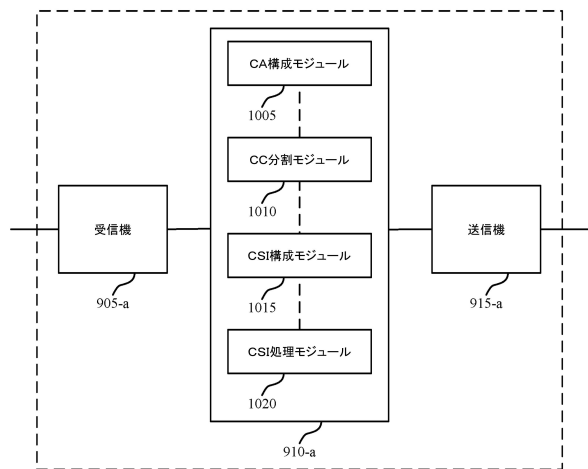 CA構成モジュール
1005
CC分割モジュール
1010
受信機
905-a
CSI構成モジュール
1015
送信機
915-a
CSI処理モジュール
1020
910-a